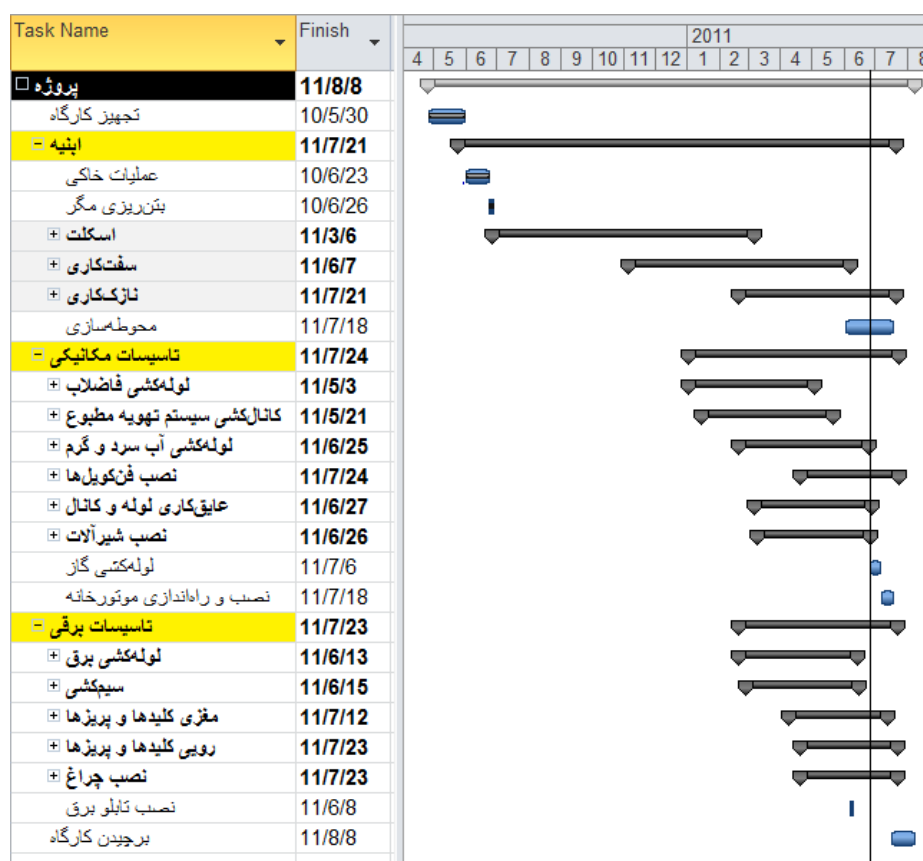 Task Name Finish
2011
4 5 6 7 8 9 10 11 12 1 2 3 4 5 6 7 8
پروژه 11/8/8
تجهیز کارگاه 10/5/30
ابنیه 11/7/21
عملیات خاکی 10/6/23
بتن‌ریزی مگر 10/6/26
اسکلت 11/3/6
سفت‌کاری 11/6/7
نازک‌کاری 11/7/21
محوطه‌سازی 11/7/18
تاسیسات مکانیکی 11/7/24
لوله‌کشی فاضلاب 11/5/3
کانال‌کشی سیستم تهویه مطبوع 11/5/21
لوله‌کشی آب سرد و گرم 11/6/25
نصب فن‌کویل‌ها 11/7/24
عایق‌کاری لوله و کانال 11/6/27
نصب شیرآلات 11/6/26
لوله‌کشی گاز 11/7/6
نصب و راه‌اندازی موتورخانه 11/7/18
تاسیسات برقی 11/7/23
لوله‌کشی برق 11/6/13
سیم‌کشی 11/6/15
مغزی کلیدها و پریزها 11/7/12
رویی کلیدها و پریزها 11/7/23
نصب چراغ 11/7/23
نصب تابلو برق 11/6/8
برچیدن کارگاه 11/8/8